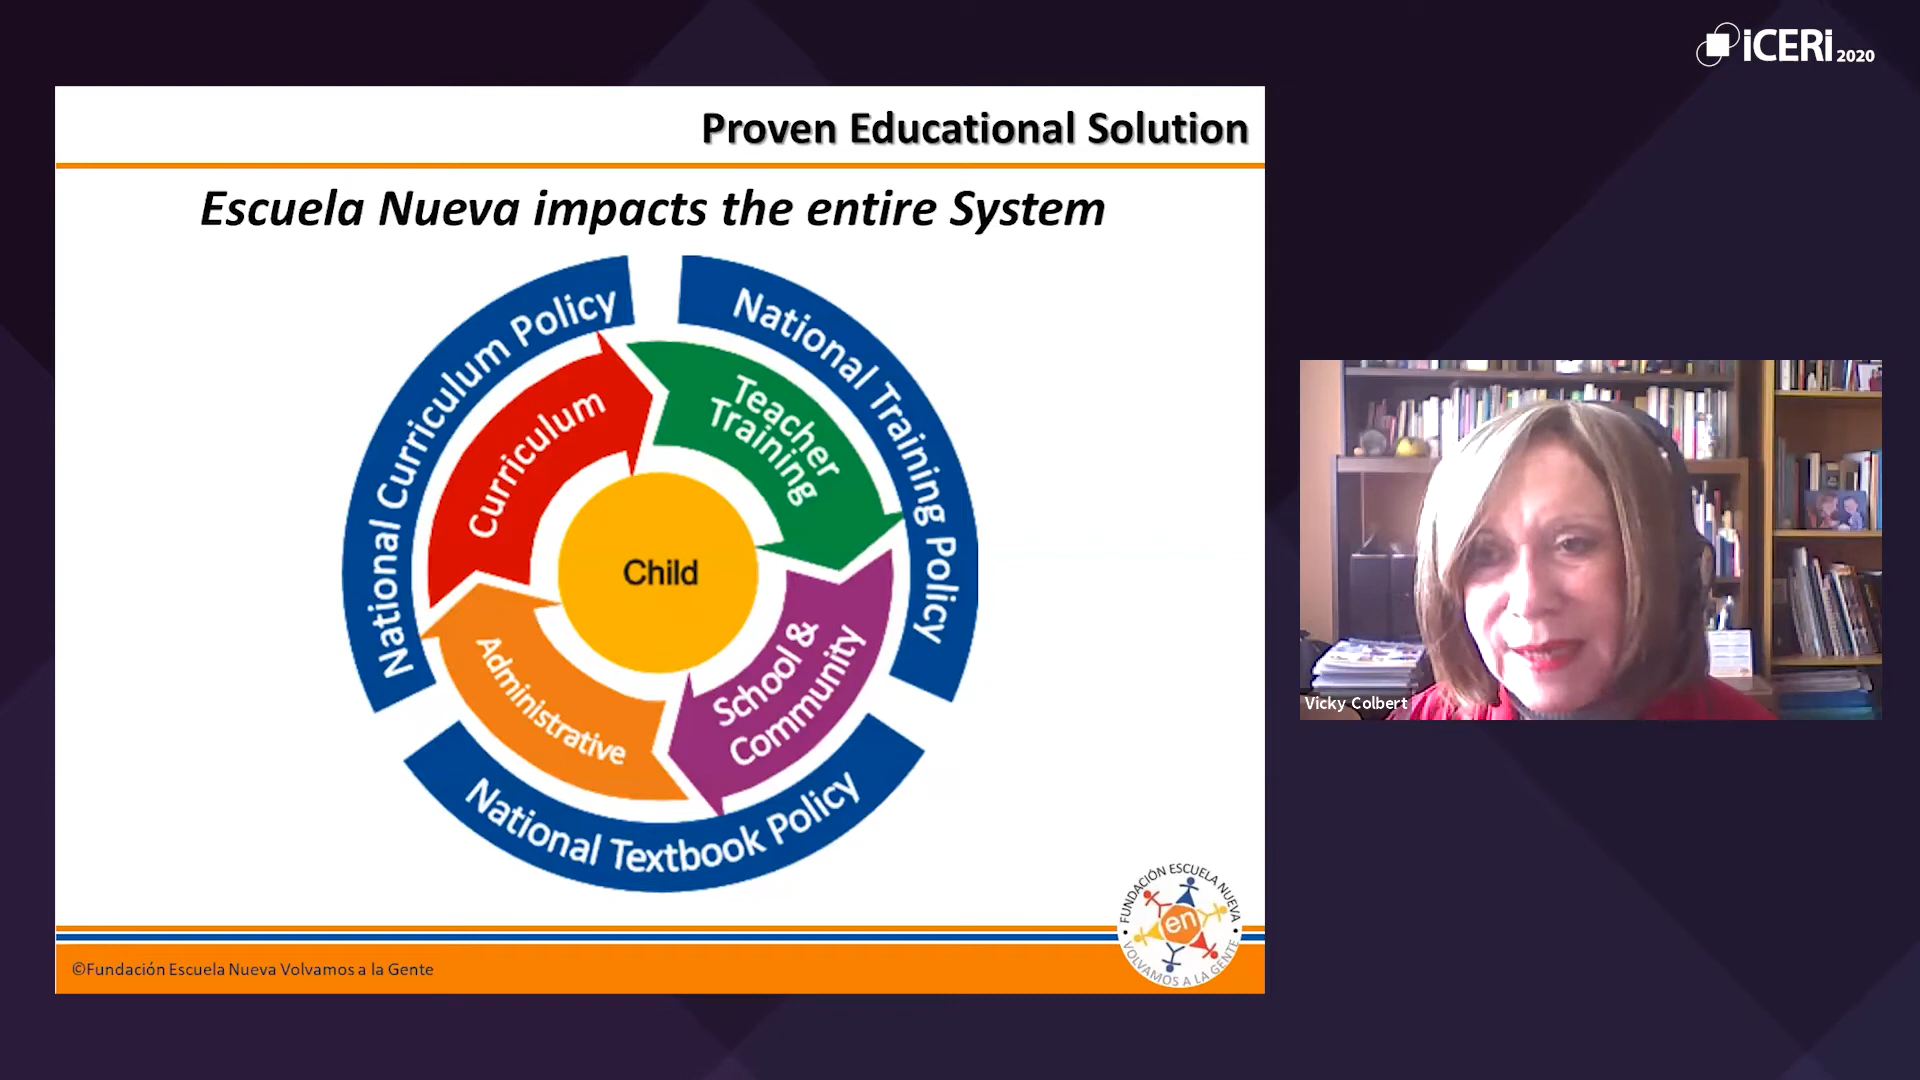 iCERi 2020
Proven Educational Solution
Escuela Nueva impacts the entire System
National Curriculum Policy
National Training Policy
Curriculum
Teacher
Training
Child
Administrative
School &
Community
National Textbook Policy
Vicky Colbert
FUNDACIÓN ESCUELA NUEVA
en
VOLVAMOS A LA GENTE
©Fundación Escuela Nueva Volvamos a la Gente